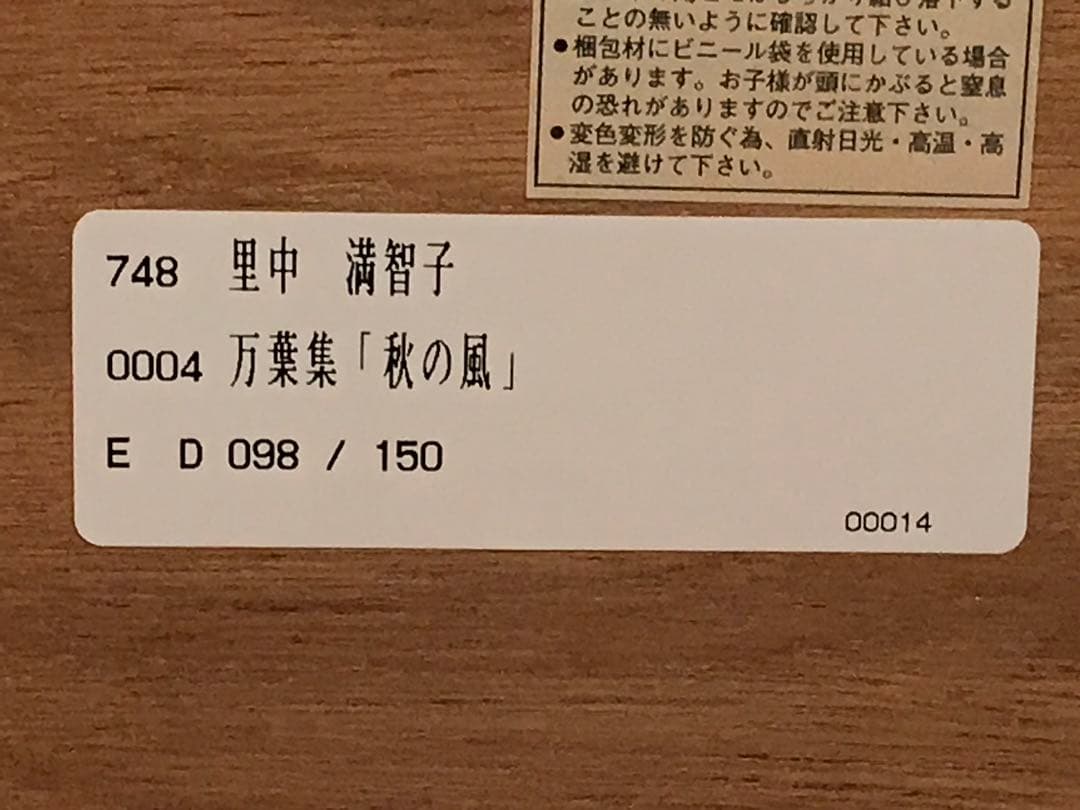 ことの無いように確認して下さい。
●梱包材にビニール袋を使用している場合
があります。お子様が頭にかぶると窒息
の恐れがありますのでご注意下さい。
●変色変形を防ぐ為、直射日光・高温・高
湿を避けて下さい。
748 里中 満智子
0004 万葉集「秋の風」
E D 098 / 150
00014